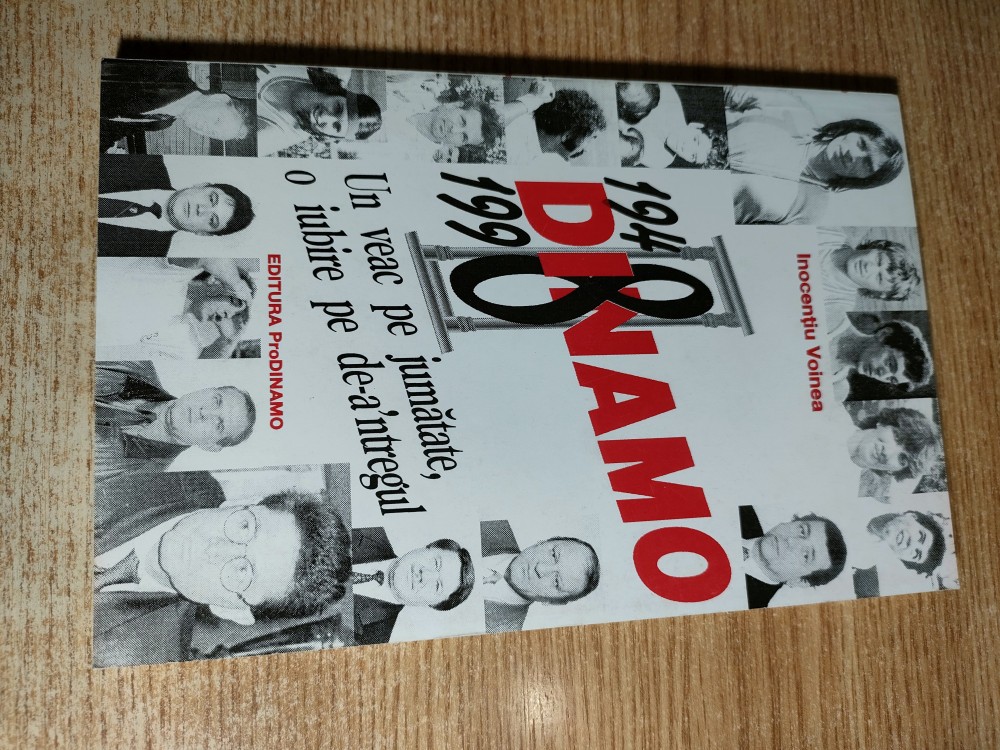 Inocențiu Voinea
1948
DINAMO
1998
Un veac pe jumătate,
o iubire pe de-a'ntregul
EDITURA ProDINAMO